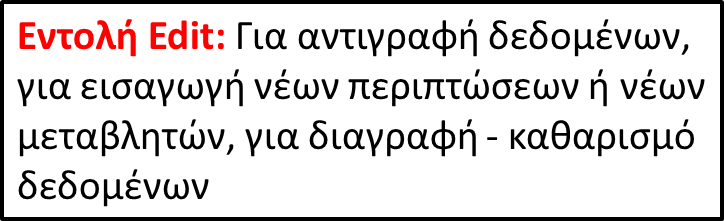 Εντολή Edit: Για αντιγραφή δεδομένων,
για εισαγωγή νέων περιπτώσεων ή νέων
μεταβλητών, για διαγραφή - καθαρισμό
δεδομένων